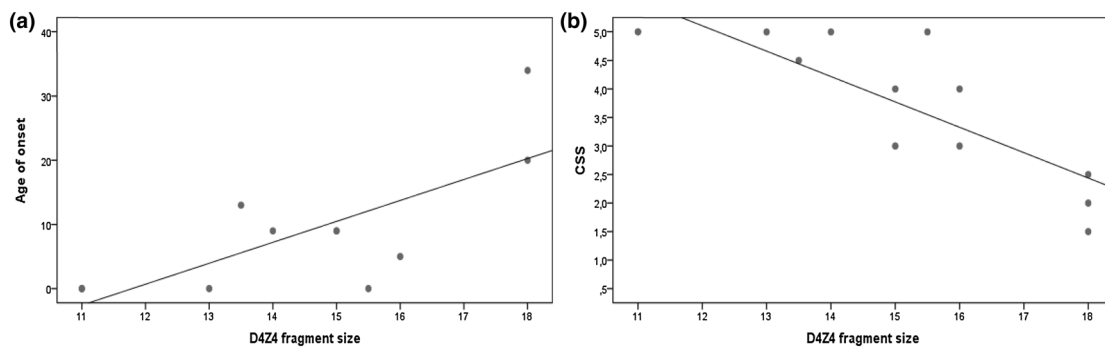 (a)
Age of onset
40
30
20
10
0
11 12 13 14 15 16 17 18
D4Z4 fragment size
(b)
CSS
5,0
4,5
4,0
3,5
3,0
2,5
2,0
1,5
1,0
,5
11 12 13 14 15 16 17 18
D4Z4 fragment size